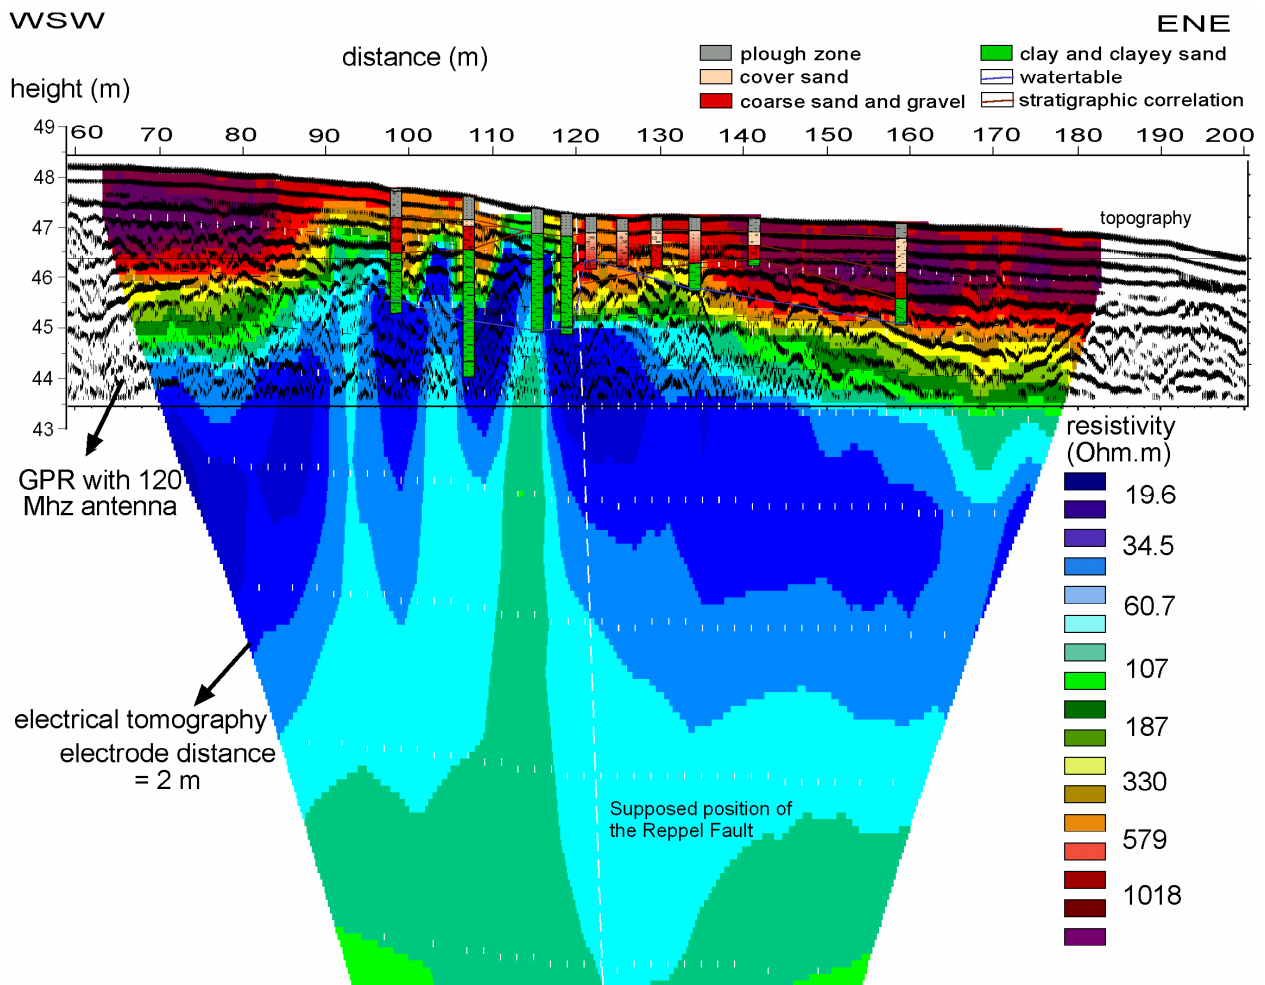 WSW
ENE
distance (m)
plough zone
clay and clayey sand
cover sand
watertable
height (m)
coarse sand and gravel
stratigraphic correlation
49
60 70 80 90 100 110 120 130 140 150 160 170 180 190 200
48
topography
47
46
45
44
43
resistivity
(Ohm.m)
GPR with 120
Mhz antenna
19.6
34.5
60.7
107
electrical tomography
electrode distance
= 2 m
187
330
Supposed position of
the Reppel Fault
579
1018